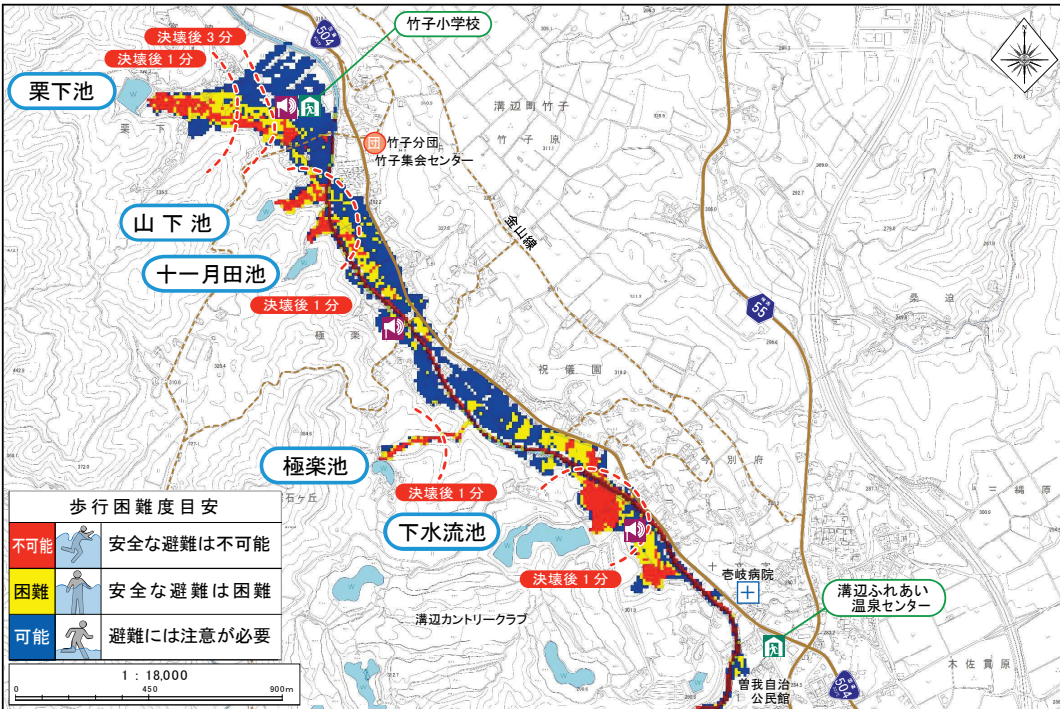 504
竹子小学校
決壊後3分
決壊後1分
栗下池
栗下
溝辺町竹子
竹子原
団
竹子分団
竹子集会センター
山下池
十一月田池
金山線
決壊後1分
55
極楽
祝儀園
極楽池
決壊後1分
石ヶ丘
今別府
三縄原
下水流池
決壊後1分
壱岐病院
溝辺ふれあい
温泉センター
溝辺カントリークラブ
木佐貫原
曽我自治
公民館
504
歩行困難度目安
不可能 安全な避難は不可能
困難 安全な避難は困難
可能 避難には注意が必要
1：18,000
0 450 900m